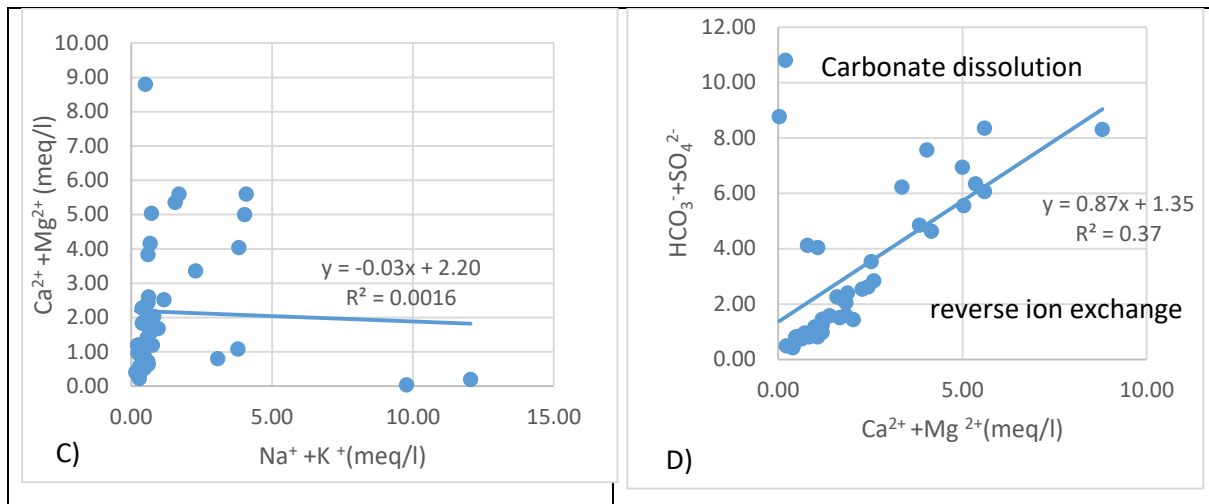 10.00
9.00
8.00
7.00
6.00
5.00
4.00
3.00
2.00
1.00
0.00
0.00
5.00
10.00
15.00
Ca²⁺ +Mg²⁺ (meq/l)
Na⁺ +K ⁺(meq/l)
y = -0.03x + 2.20
R² = 0.0016
C)
12.00
10.00
8.00
6.00
4.00
2.00
0.00
0.00
5.00
10.00
HCO₃⁻+SO₄²⁻
Carbonate dissolution
y = 0.87x + 1.35
R² = 0.37
reverse ion exchange
Ca²⁺ +Mg ²⁺(meq/l)
D)